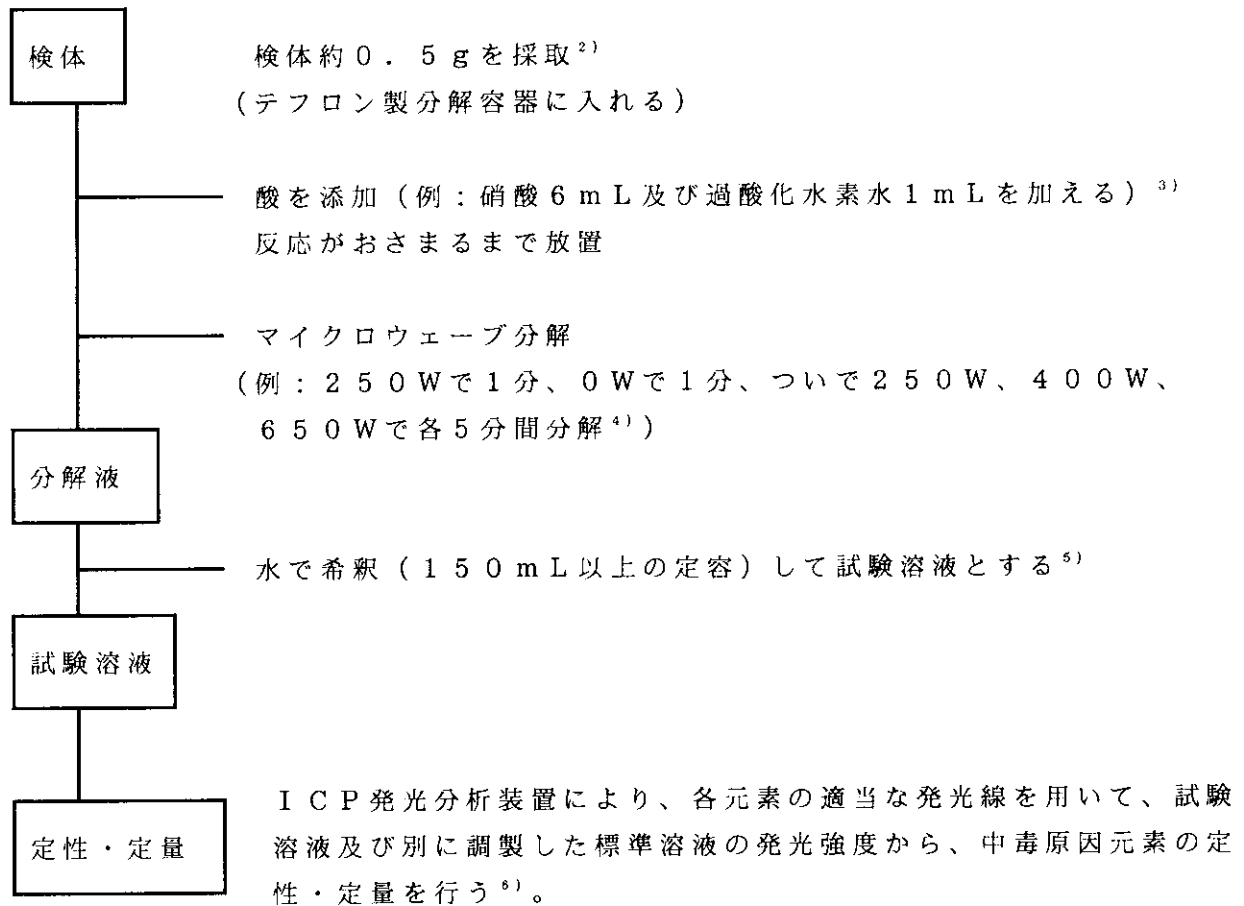 検体
検体約0.5gを採取2)
(テフロン製分解容器に入れる)
酸を添加(例:硝酸6mL及び過酸化水素水1mLを加える)3)
反応がおさまるまで放置
マイクロウェーブ分解
(例:250Wで1分、0Wで1分、ついで250W、400W、
650Wで各5分間分解4))
分解液
水で希釈(150mL以上の定容)して試験溶液とする5)
試験溶液
定性・定量
ICP発光分析装置により、各元素の適当な発光線を用いて、試験
溶液及び別に調製した標準溶液の発光強度から、中毒原因元素の定
性・定量を行う6)。